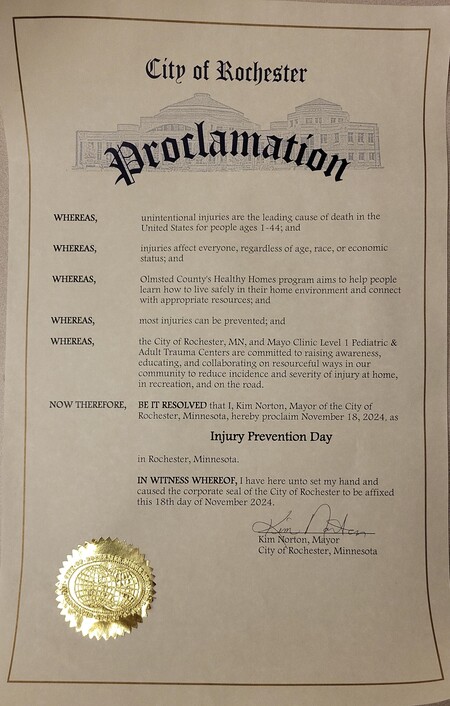 City of Rochester
Proclamation
WHEREAS, unintentional injuries are the leading cause of death in the
United States for people ages 1-44; and
WHEREAS, injuries affect everyone, regardless of age, race, or economic
status; and
WHEREAS, Olmsted County's Healthy Homes program aims to help people
learn how to live safely in their home environment and connect
with appropriate resources; and
WHEREAS, most injuries can be prevented; and
WHEREAS, the City of Rochester, MN, and Mayo Clinic Level 1 Pediatric &
Adult Trauma Centers are committed to raising awareness,
educating, and collaborating on resourceful ways in our
community to reduce incidence and severity of injury at home,
in recreation, and on the road.
NOW THEREFORE, BE IT RESOLVED that I, Kim Norton, Mayor of the City of
Rochester, Minnesota, hereby proclaim November 18, 2024, as
Injury Prevention Day
in Rochester, Minnesota.
IN WITNESS WHEREOF, I have here unto set my hand and
caused the corporate seal of the City of Rochester to be affixed
this 18th day of November 2024.
Kim Norton
Kim Norton, Mayor
City of Rochester, Minnesota